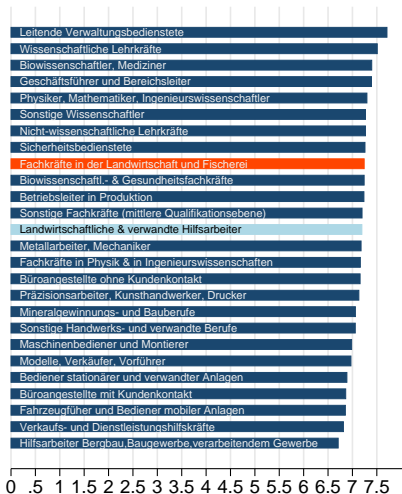 Leitende Verwaltungsbedienstete
Wissenschaftliche Lehrkräfte
Biowissenschaftler, Mediziner
Geschäftsführer und Bereichsleiter
Physiker, Mathematiker, Ingenieurswissenschaftler
Sonstige Wissenschaftler
Nicht-wissenschaftliche Lehrkräfte
Sicherheitsbedienstete
Fachkräfte in der Landwirtschaft und Fischerei
Biowissenschaftl.- & Gesundheitsfachkräfte
Betriebsleiter in Produktion
Sonstige Fachkräfte (mittlere Qualifikationsebene)
Landwirtschaftliche & verwandte Hilfsarbeiter
Metallarbeiter, Mechaniker
Fachkräfte in Physik & in Ingenieurswissenschaften
Büroangestellte ohne Kundenkontakt
Präzisionsarbeiter, Kunsthandwerker, Drucker
Mineralgewinnungs- und Bauberufe
Sonstige Handwerks- und verwandte Berufe
Maschinenbediener und Montierer
Modelle, Verkäufer, Vorführer
Bediener stationärer und verwandter Anlagen
Büroangestellte mit Kundenkontakt
Fahrzeugfüher und Bediener mobiler Anlagen
Verkaufs- und Dienstleistungshilfskräfte
Hilfsarbeiter Bergbau,Baugewerbe,verarbeitendem Gewerbe
0 .5 1 1.5 2 2.5 3 3.5 4 4.5 5 5.5 6 6.5 7 7.5